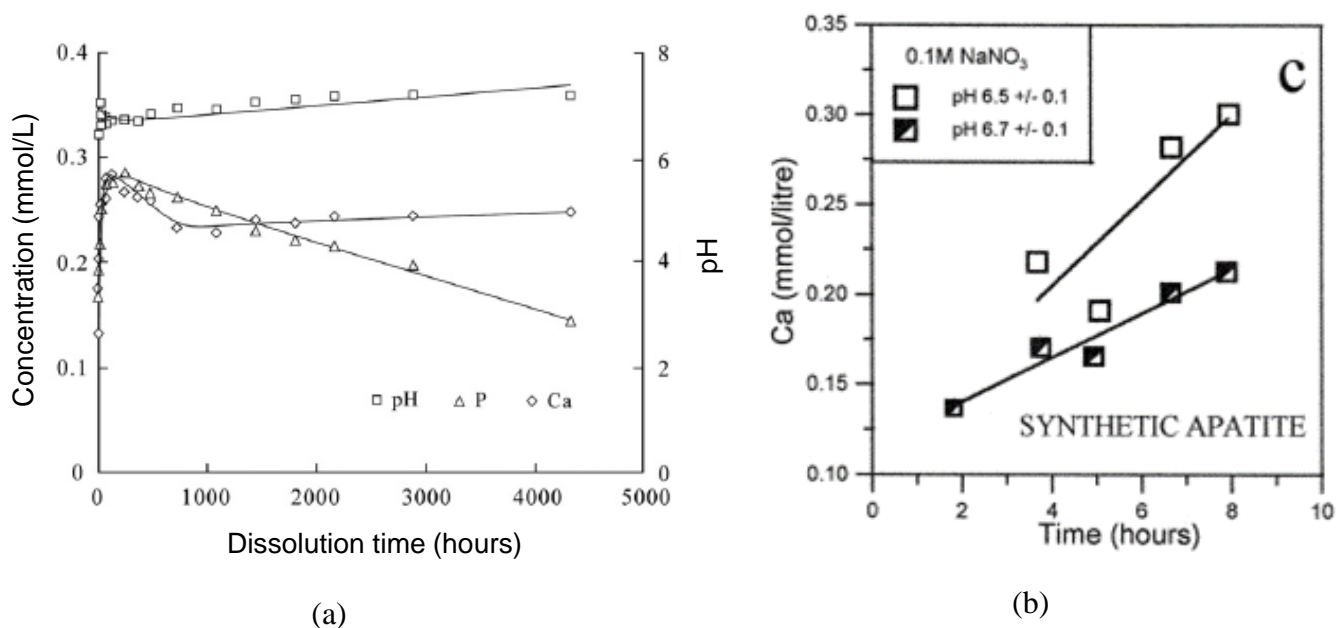 0.4
0.3
0.2
0.1
0
8
6
4
2
0
Concentration (mmol/L)
pH
pH P Ca
0 1000 2000 3000 4000 5000
Dissolution time (hours)
(a)
0.35
0.30
0.25
0.20
0.15
0.10
Ca (mmol/litre)
0.1M NaNO₃
pH 6.5 +/- 0.1
pH 6.7 +/- 0.1
C
SYNTHETIC APATITE
0 2 4 6 8 10
Time (hours)
(b)